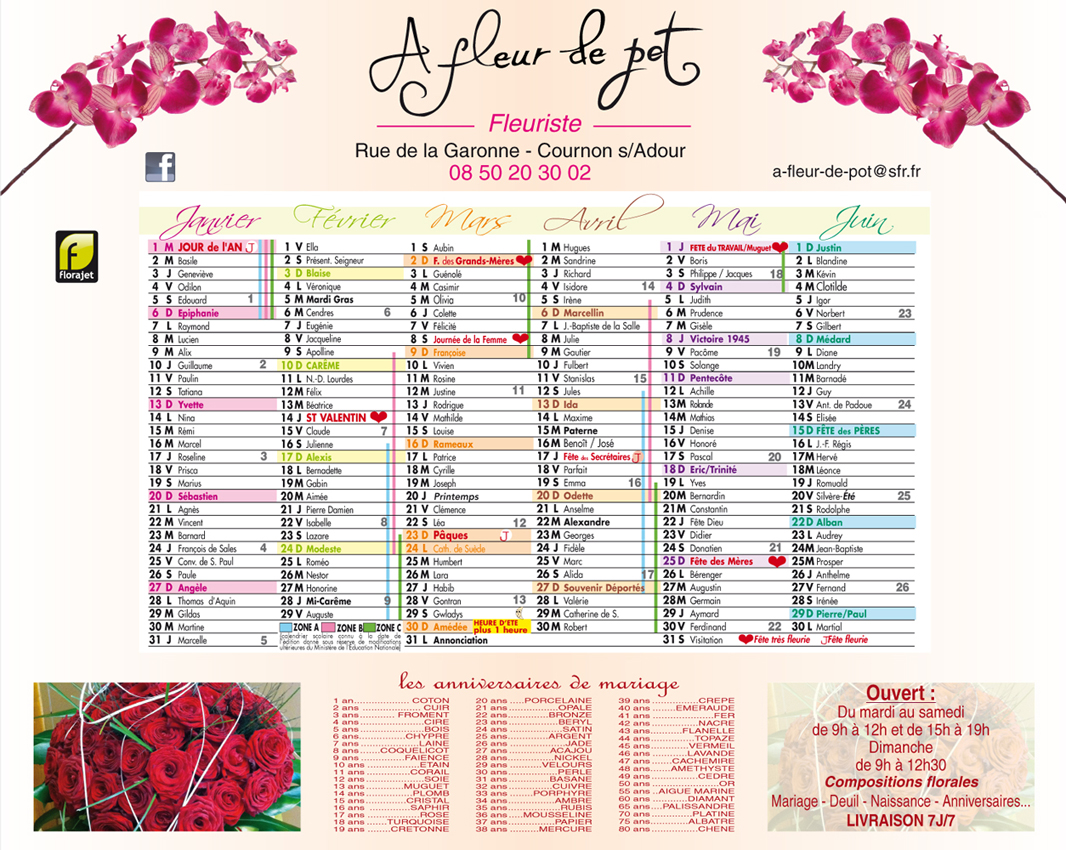 A fleur de pot
Fleuriste
Rue de la Garonne - Cournon s/Adour
08 50 20 30 02
a-fleur-de-pot@sfr.fr
f
florajet
Janvier
1 M JOUR de l'AN J
2 M Basile
3 J Geneviève
4 V Odilon
5 S Edouard 1
6 D Epiphanie
7 L Raymond
8 M Lucien
9 M Alix
10 J Guillaume 2
11 V Paulin
12 S Tatiana
13 D Yvette
14 L Nina
15 M Rémi
16 M Marcel
17 J Roseline 3
18 V Prisca
19 S Marius
20 D Sébastien
21 L Agnès
22 M Vincent
23 M Barnard
24 J François de Sales 4
25 V Conv. de S. Paul
26 S Paule
27 D Angèle
28 L Thomas d'Aquin
29 M Gildas
30 M Martine
31 J Marcelle 5
Février
1 V Ella
2 S Présent. Seigneur
3 D Blaise
4 L Véronique
5 M Mardi Gras
6 M Cendres 6
7 J Eugénie
8 V Jacqueline
9 S Apolline
10 D CARÊME
11 L N.-D. Lourdes
12 M Félix
13 M Béatrice
14 J ST VALENTIN
15 V Claude 7
16 S Julienne
17 D Alexis
18 L Bernadette
19 M Gabin
20 M Aimée
21 J Pierre Damien
22 V Isabelle 8
23 S Lazare
24 D Modeste
25 L Roméo
26 M Nestor
27 M Honorine
28 J Mi-Carême 9
29 V Auguste
ZONE A ZONE B ZONE C
(calendrier scolaire connu à la date de
l'édition donné sous réserve de modifications
ultérieures du Ministère de l'Education Nationale)
Mars
1 S Aubin
2 D F. des Grands-Mères
3 L Guénolé
4 M Casimir
5 M Olivia 10
6 J Colette
7 V Félicité
8 S Journée de la Femme
9 D Françoise
10 L Vivien
11 M Rosine
12 M Justine 11
13 J Rodrigue
14 V Mathilde
15 S Louise
16 D Rameaux
17 L Patrice
18 M Cyrille
19 M Joseph
20 J Printemps
21 V Clémence
22 S Léa 12
23 D Pâques J
24 L Cath. de Suède
25 M Humbert
26 M Lara
27 J Habib
28 V Gontran 13
29 S Gwladys
30 D Amédée HEURE D'ETE
plus 1 heure
31 L Annonciation
Avril
1 M Hugues
2 M Sandrine
3 J Richard
4 V Isidore 14
5 S Irène
6 D Marcellin
7 L J.-Baptiste de la Salle
8 M Julie
9 M Gautier
10 J Fulbert
11 V Stanislas 15
12 S Jules
13 D Ida
14 L Maxime
15 M Paterne
16 M Benoît / José
17 J Fête des Secrétaires J
18 V Parfait
19 S Emma 16
20 D Odette
21 L Anselme
22 M Alexandre
23 M Georges
24 J Fidèle
25 V Marc
26 S Alida 17
27 D Souvenir Déportés
28 L Valérie
29 M Catherine de S.
30 M Robert
Mai
1 J FETE du TRAVAIL/Muguet
2 V Boris
3 S Philippe / Jacques 18
4 D Sylvain
5 L Judith
6 M Prudence
7 M Gisèle
8 J Victoire 1945
9 V Pacôme 19
10 S Solange
11 D Pentecôte
12 L Achille
13 M Rolande
14 M Mathias
15 J Denise
16 V Honoré
17 S Pascal 20
18 D Eric/Trinité
19 L Yves
20 M Bernardin
21 M Constantin
22 J Fête Dieu
23 V Didier
24 S Donatien 21
25 D Fête des Mères
26 L Bérenger
27 M Augustin
28 M Germain
29 J Aymard
30 V Ferdinand 22
31 S Visitation
Juin
1 D Justin
2 L Blandine
3 M Kévin
4 M Clotilde
5 J Igor
6 V Norbert 23
7 S Gilbert
8 D Médard
9 L Diane
10 M Landry
11 M Barnadé
12 J Guy
13 V Ant. de Padoue 24
14 S Elisée
15 D FÊTE des PÈRES
16 L J.-F. Régis
17 M Hervé
18 M Léonce
19 J Romuald
20 V Silvère-Été 25
21 S Rodolphe
22 D Alban
23 L Audrey
24 M Jean-Baptiste
25 M Prosper
26 J Anthelme
27 V Fernand 26
28 S Irénée
29 D Pierre/Paul
30 L Martial
Fête très fleurie J Fête fleurie
les anniversaires de mariage
1 an................ COTON
2 ans ................ CUIR
3 ans ......... FROMENT
4 ans ................ CIRE
5 ans ................ BOIS
6 ans ............ CHYPRE
7 ans ............... LAINE
8 ans .... COQUELICOT
9 ans .......... FAIENCE
10 ans .............. ETAIN
11 ans ........... CORAIL
12 ans ................ SOIE
13 ans .......... MUGUET
14 ans ............ PLOMB
15 ans .......... CRISTAL
16 ans ............ SAPHIR
17 ans ............... ROSE
18 ans ..... TURQUOISE
19 ans ....... CRETONNE
20 ans .... PORCELAINE
21 ans .............. OPALE
22 ans ........... BRONZE
23 ans .............. BERYL
24 ans .............. SATIN
25 ans ........... ARGENT
26 ans ................ JADE
27 ans ........... ACAJOU
28 ans ............ NICKEL
29 ans .......... VELOURS
30 ans .............. PERLE
31 ans ............ BASANE
32 ans ............. CUIVRE
33 ans ....... PORPHYRE
34 ans .............. AMBRE
35 ans .............. RUBIS
36 ans .... MOUSSELINE
37 ans ............. PAPIER
38 ans ......... MERCURE
39 ans ............. CREPE
40 ans ...... EMERAUDE
41 ans .................. FER
42 ans ............. NACRE
43 ans ........ FLANELLE
44 ans ........... TOPAZE
45 ans .......... VERMEIL
46 ans ......... LAVANDE
47 ans ...... CACHEMIRE
48 ans ..... AMETHYSTE
49 ans ............. CEDRE
50 ans .................... OR
55 ans .. AIGUE MARINE
60 ans ......... DIAMANT
65 ans .... PALISSANDRE
70 ans .......... PLATINE
75 ans .......... ALBATRE
80 ans ............. CHENE
Ouvert :
Du mardi au samedi
de 9h à 12h et de 15h à 19h
Dimanche
de 9h à 12h30
Compositions florales
Mariage - Deuil - Naissance - Anniversaires...
LIVRAISON 7J/7